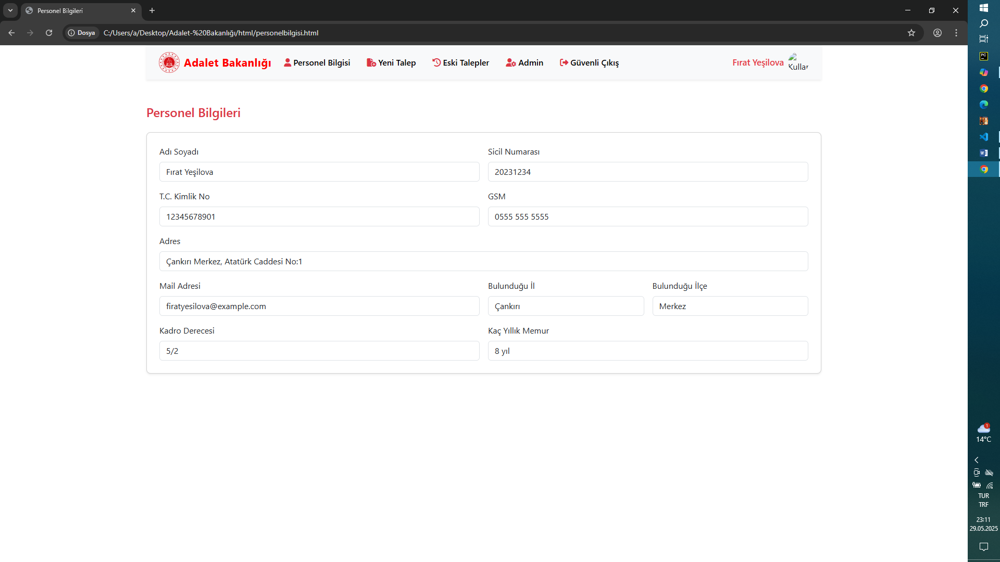 Personel Bilgileri
Dosya
C:/Users/a/Desktop/Adalet-%20Bakanlığı/html/personelbilgisi.html
Adalet Bakanlığı
Personel Bilgisi
Yeni Talep
Eski Talepler
Admin
Güvenli Çıkış
Fırat Yeşilova
Kullar
Personel Bilgileri
Adı Soyadı
Sicil Numarası
Fırat Yeşilova
20231234
T.C. Kimlik No
GSM
12345678901
0555 555 5555
Adres
Çankırı Merkez, Atatürk Caddesi No:1
Mail Adresi
Bulunduğu İl
Bulunduğu İlçe
firatyesilova@example.com
Çankırı
Merkez
Kadro Derecesi
Kaç Yıllık Memur
5/2
8 yıl
PC
W
1
14°C
TUR
TRF
23:11
29.05.2025